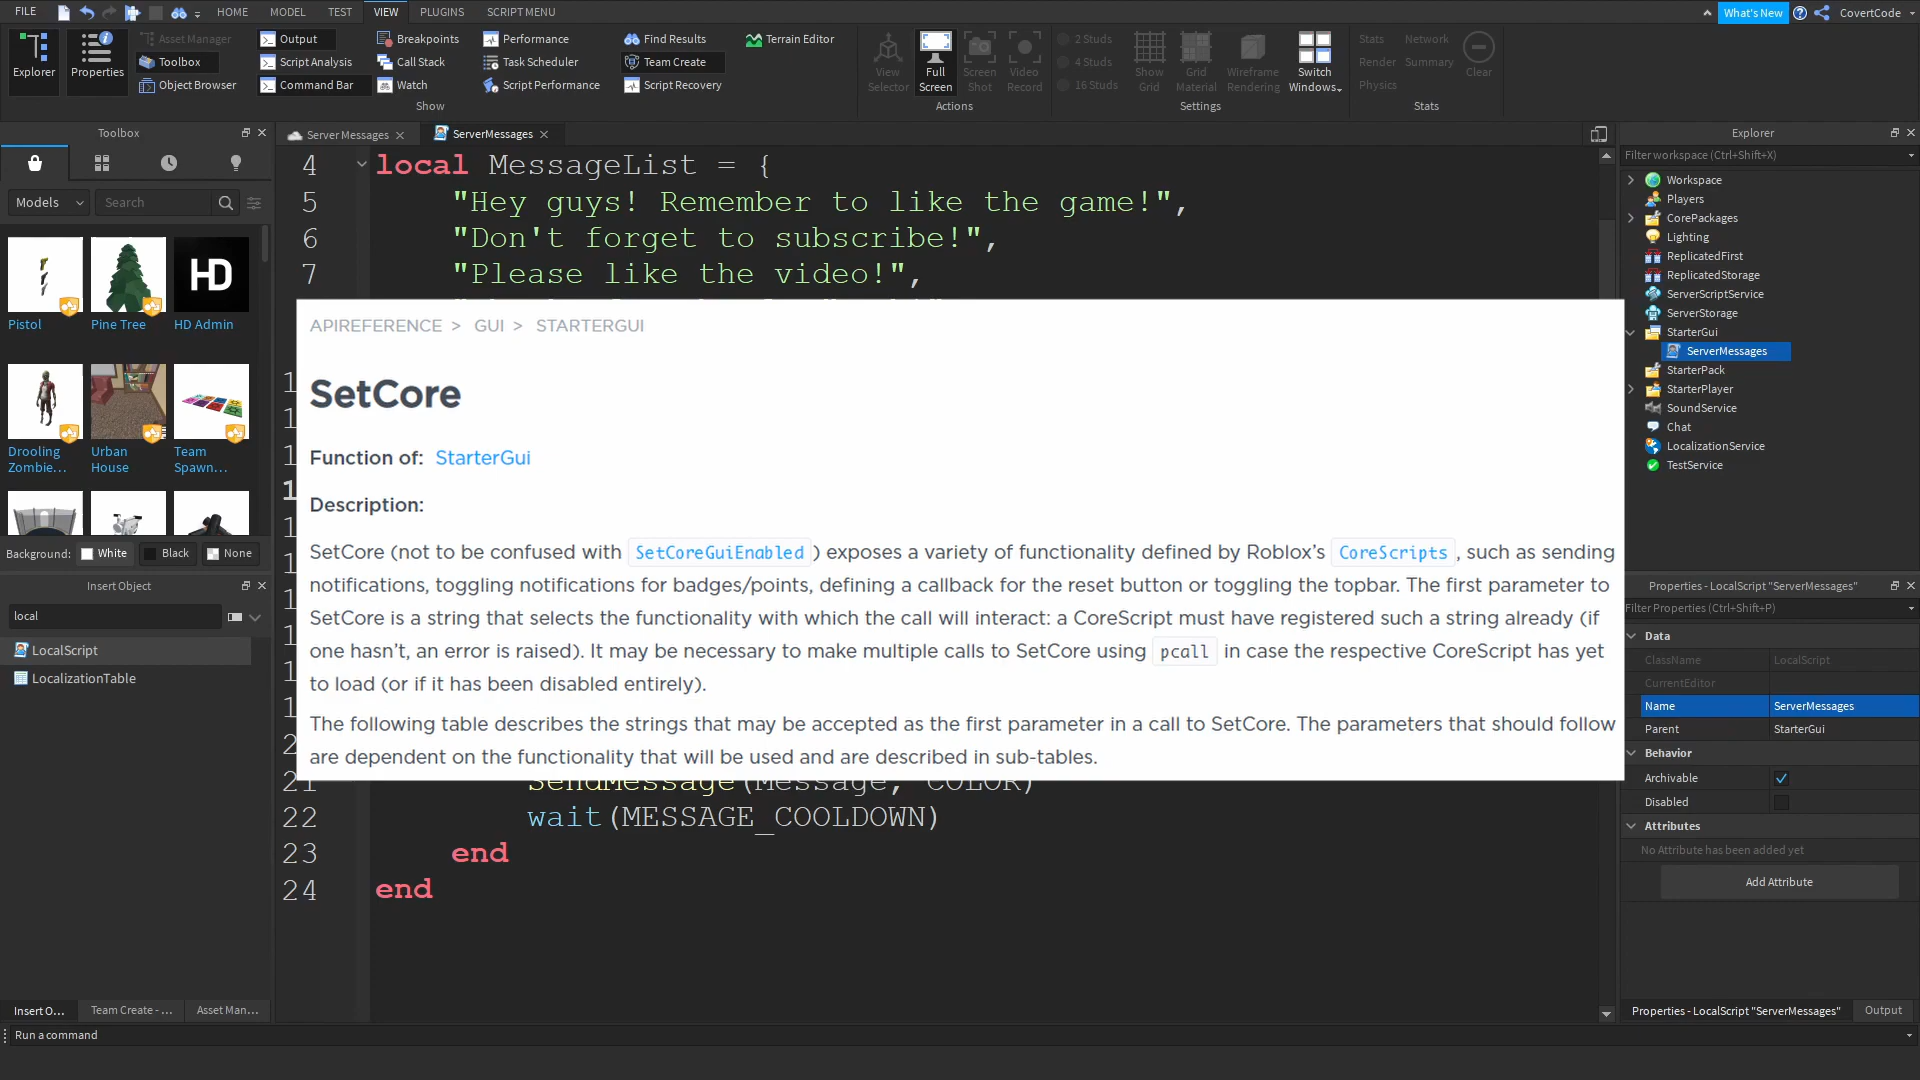 FILE HOME MODEL TEST VIEW PLUGINS SCRIPT MENU What's New CovertCode
Explorer
Properties
Asset Manager
Toolbox
Object Browser
Output
Script Analysis
Command Bar
Breakpoints
Call Stack
Watch
Performance
Task Scheduler
Script Performance
Find Results
Team Create
Script Recovery
Terrain Editor
Show
View
Selector
Full
Screen
Screen
Shot
Video
Record
Actions
2 Studs
4 Studs
16 Studs
Show
Grid
Grid
Material
Wireframe
Rendering
Switch
Windows
Settings
Stats
Render
Physics
Network
Summary
Clear
Stats
Toolbox
Models
Search
Pistol
Pine Tree
HD
HD Admin
Drooling
Zombie...
Urban
House
Team
Spawn...
Background: White Black None
Insert Object
local
LocalScript
LocalizationTable
Insert O... Team Create - ... Asset Man...
Run a command
Server Messages ServerMessages
4 local MessageList = {
5 "Hey guys! Remember to like the game!",
6 "Don't forget to subscribe!",
7 "Please like the video!",
APIREFERENCE > GUI > STARTERGUI
SetCore
Function of: StarterGui
Description:
SetCore (not to be confused with SetCoreGuiEnabled ) exposes a variety of functionality defined by Roblox’s CoreScripts , such as sending
notifications, toggling notifications for badges/points, defining a callback for the reset button or toggling the topbar. The first parameter to
SetCore is a string that selects the functionality with which the call will interact: a CoreScript must have registered such a string already (if
one hasn’t, an error is raised). It may be necessary to make multiple calls to SetCore using pcall in case the respective CoreScript has yet
to load (or if it has been disabled entirely).
The following table describes the strings that may be accepted as the first parameter in a call to SetCore. The parameters that should follow
are dependent on the functionality that will be used and are described in sub-tables.
21 SendMessage(Message, COLOR)
22 wait(MESSAGE_COOLDOWN)
23 end
24 end
Explorer
Filter workspace (Ctrl+Shift+X)
Workspace
Players
CorePackages
Lighting
ReplicatedFirst
ReplicatedStorage
ServerScriptService
ServerStorage
StarterGui
ServerMessages
StarterPack
StarterPlayer
SoundService
Chat
LocalizationService
TestService
Properties - LocalScript "ServerMessages"
Filter Properties (Ctrl+Shift+P)
Data
ClassName LocalScript
CurrentEditor
Name ServerMessages
Parent StarterGui
Behavior
Archivable
Disabled
Attributes
No Attribute has been added yet
Add Attribute
Properties - LocalScript "ServerMessages" Output